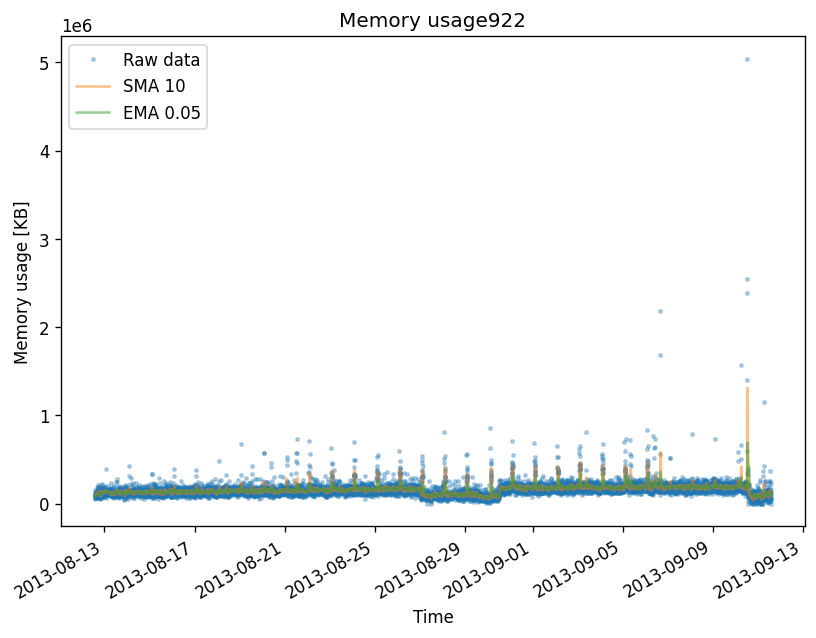 Memory usage922
1e6
Raw data
SMA 10
EMA 0.05
5
4
3
2
1
0
Memory usage [KB]
2013-08-13
2013-08-17
2013-08-21
2013-08-25
2013-08-29
2013-09-01
2013-09-05
2013-09-09
2013-09-13
Time